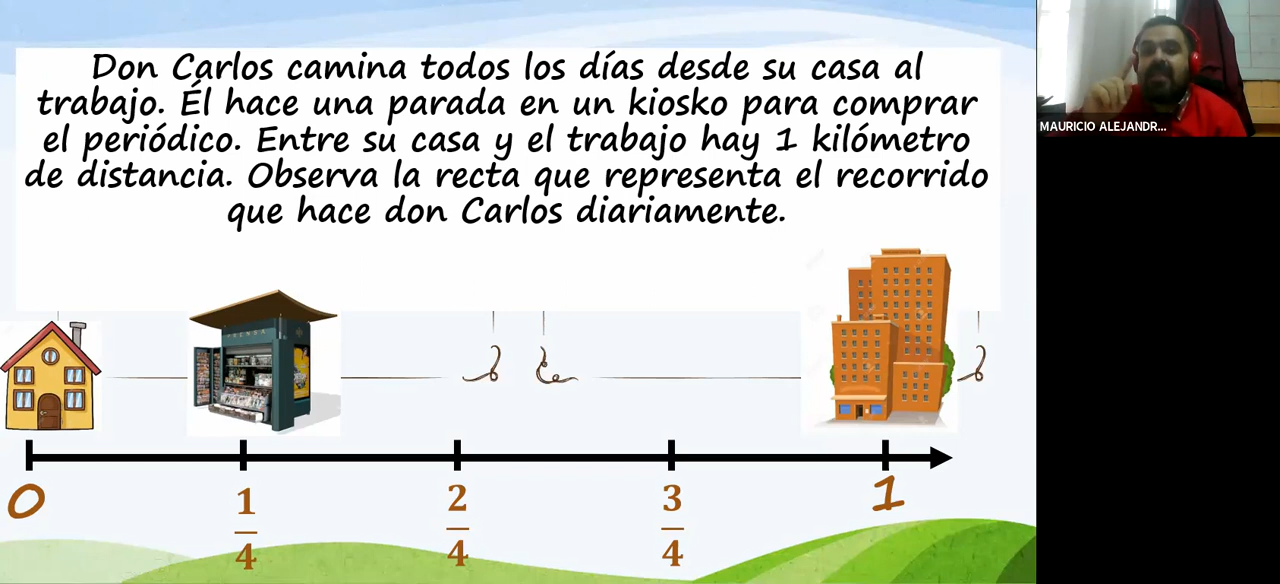 Don Carlos camina todos los días desde su casa al
trabajo. Él hace una parada en un kiosko para comprar
el periódico. Entre su casa y el trabajo hay 1 kilómetro
de distancia. Observa la recta que representa el recorrido
que hace don Carlos diariamente.
MAURICIO ALEJANDR...
PRENSA
0 1/4 2/4 3/4 1